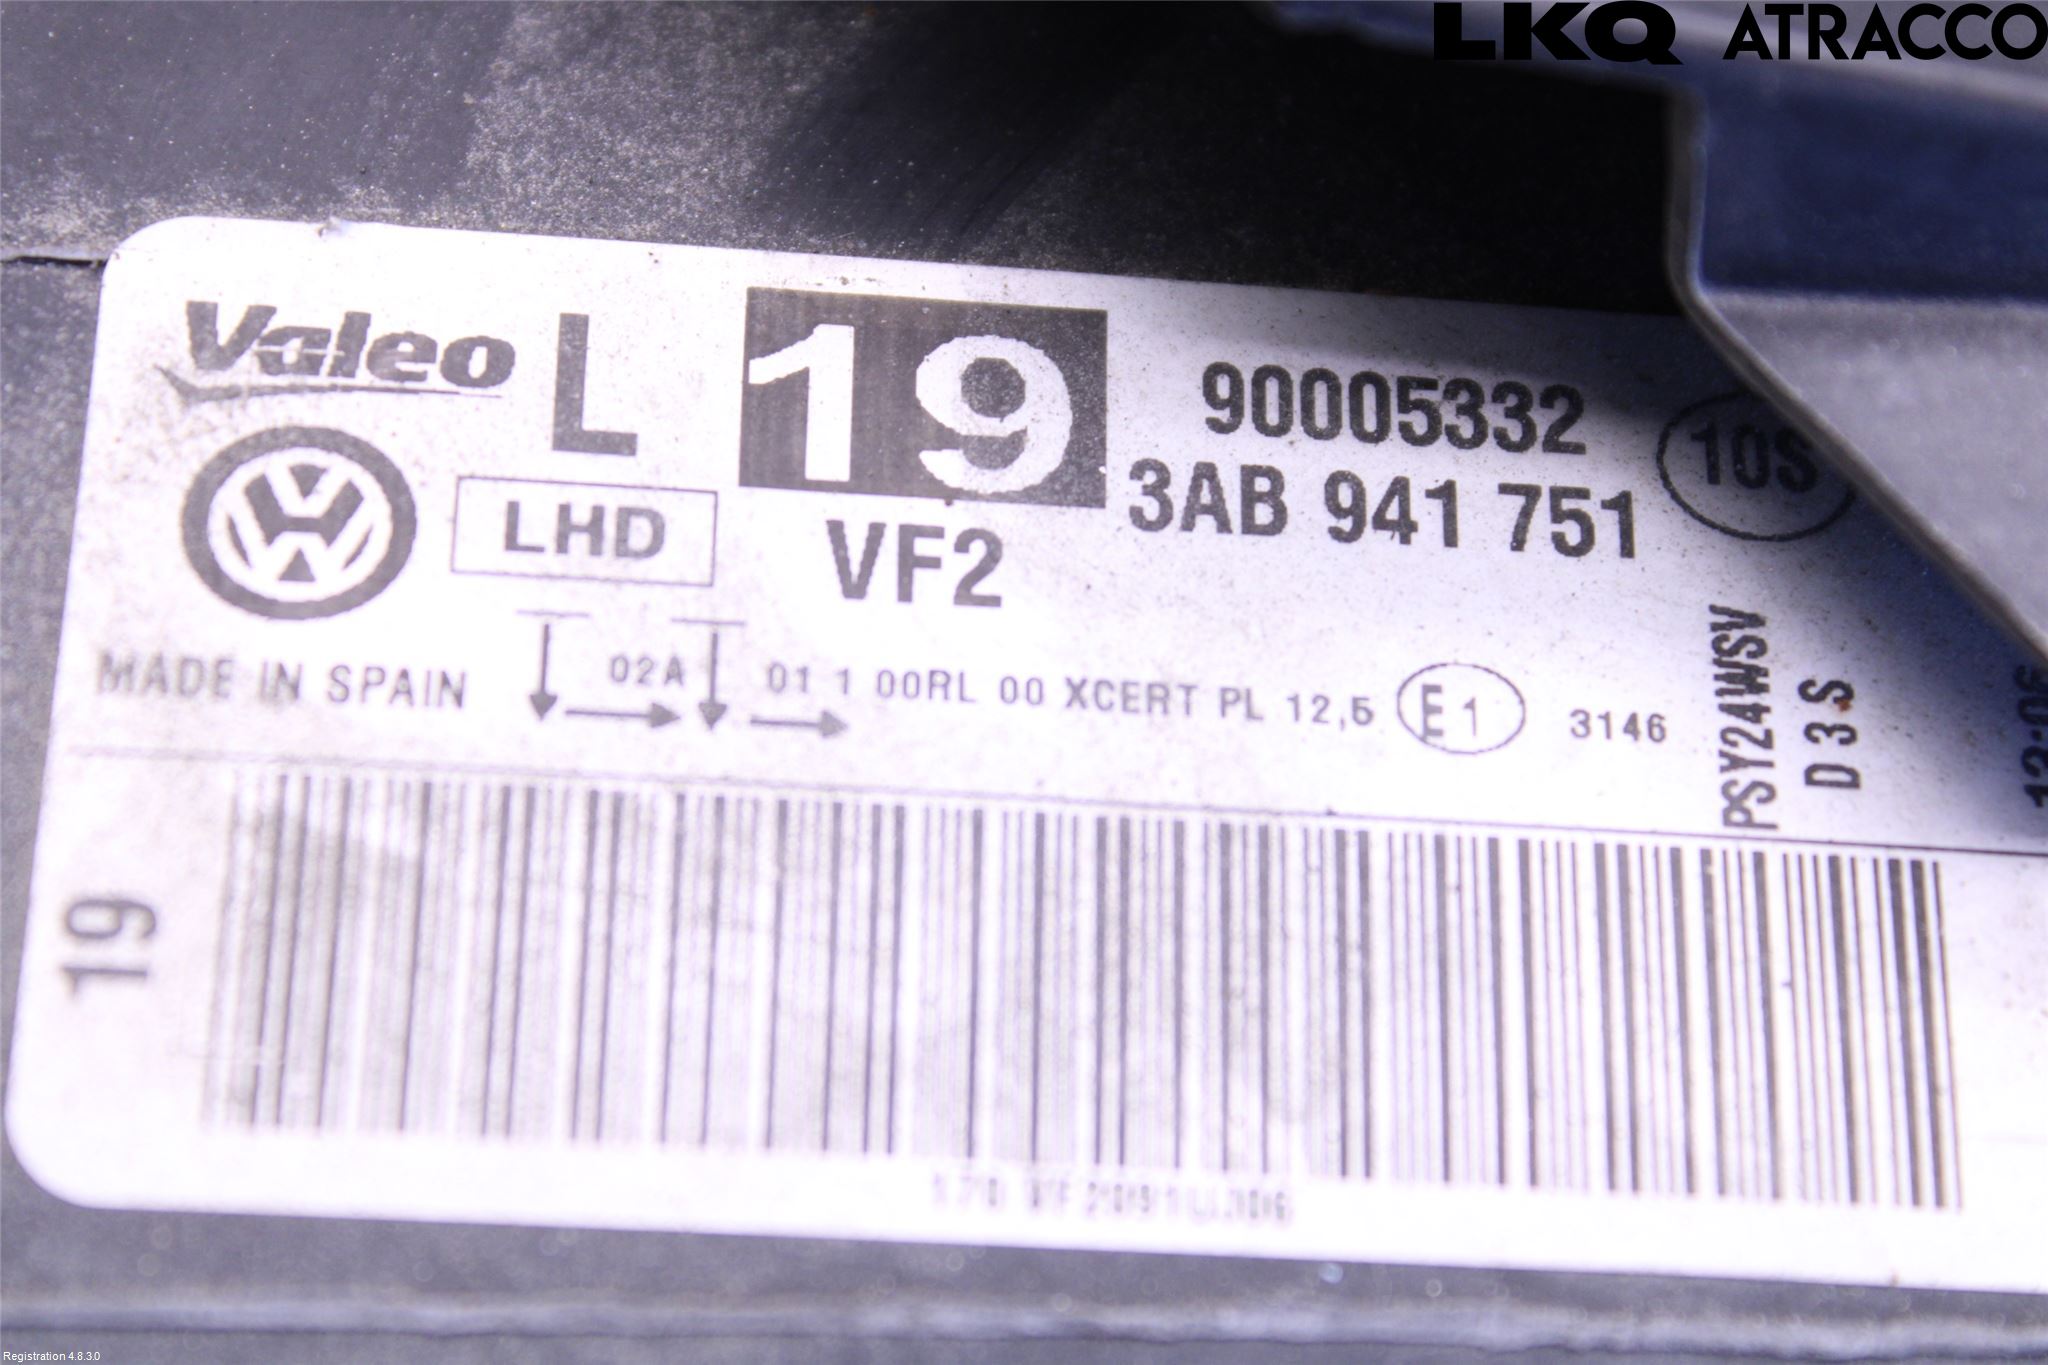 LKQ ATRACCO
Valeo L 19 90005332 10S
3AB 941 751
LHD VF2
MADE IN SPAIN 02A 01 1 00RL 00 XCERT PL 12,5 E1 3146
PSY24WSV
D3S
19
Registration 4.8.3.0